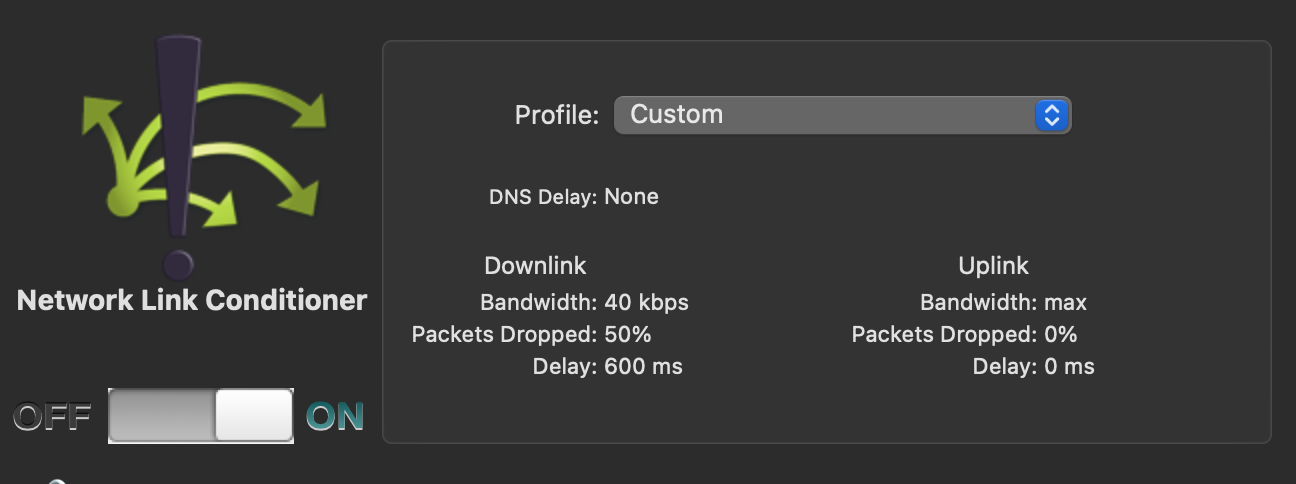 Profile: Custom
DNS Delay: None
Downlink
Bandwidth: 40 kbps
Packets Dropped: 50%
Delay: 600 ms
Uplink
Bandwidth: max
Packets Dropped: 0%
Delay: 0 ms
Network Link Conditioner
OFF ON